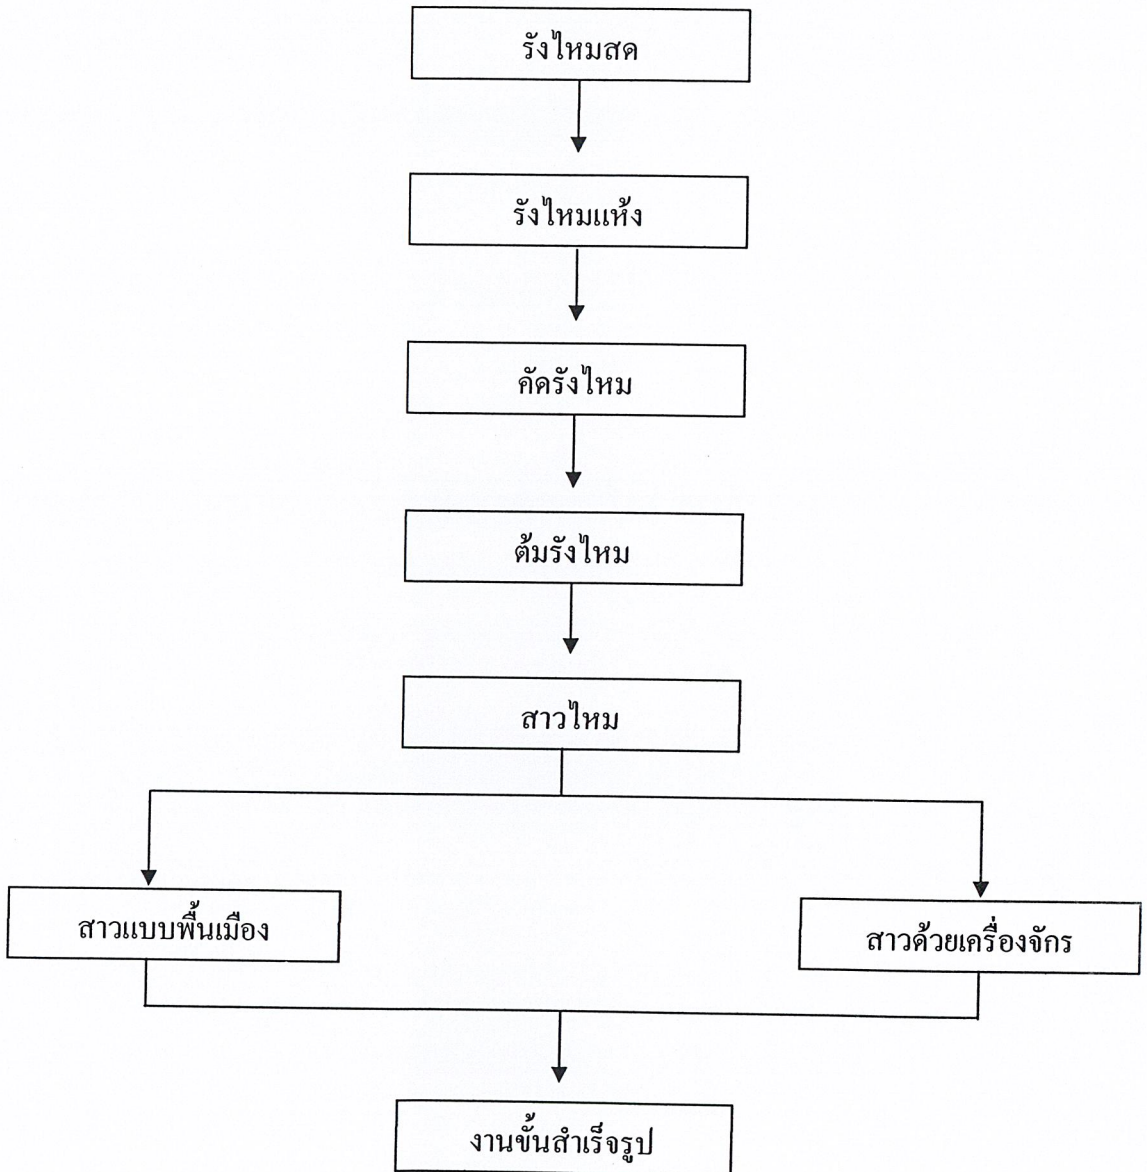 รังไหมสด
รังไหมแห้ง
คัดรังไหม
ต้มรังไหม
สาวไหม
สาวแบบพื้นเมือง
สาวด้วยเครื่องจักร
งานขั้นสำเร็จรูป